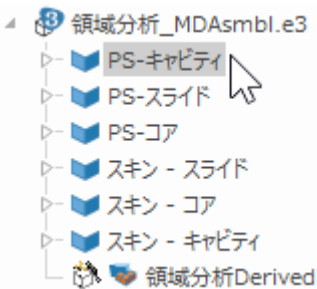 領域分析_MDAsmbl.e3
PS-キャビティ
PS-スライド
PS-コア
スキン - スライド
スキン - コア
スキン - キャビティ
領域分析Derived